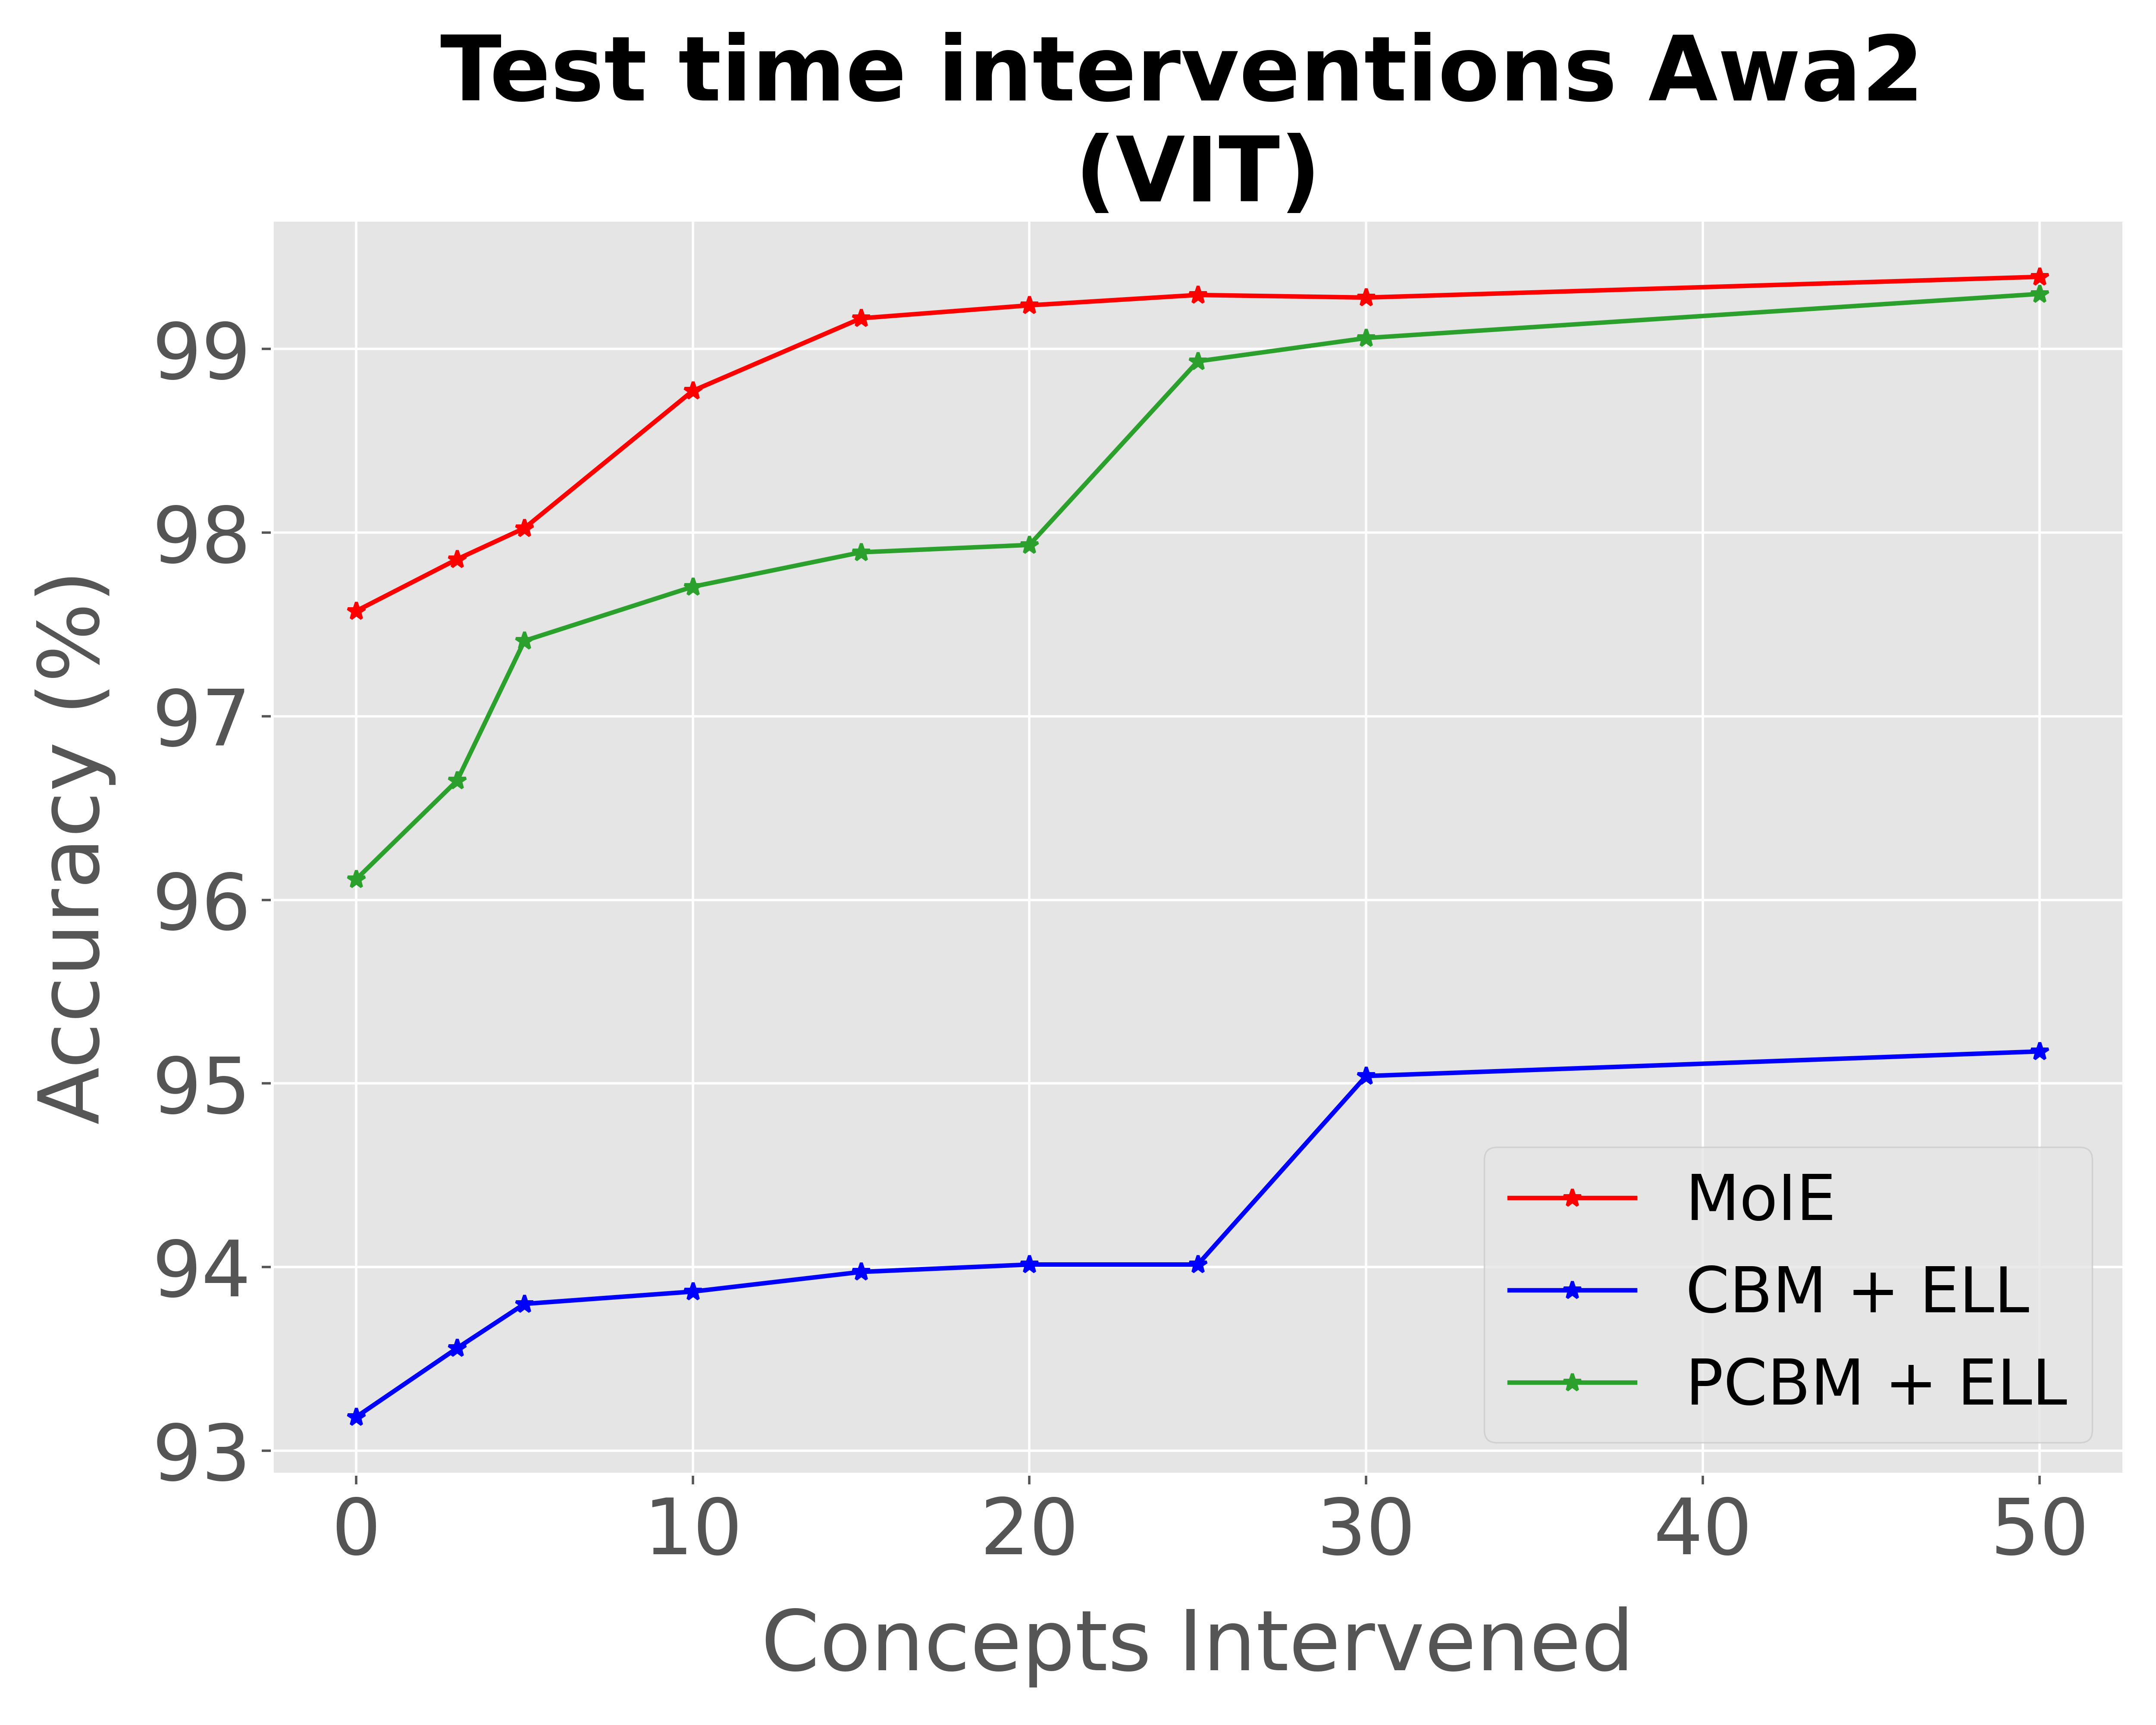 Test time interventions Awa2
(VIT)
Accuracy (%)
99
98
97
96
95
94
93
0 10 20 30 40 50
Concepts Intervened
MoIE
CBM + ELL
PCBM + ELL